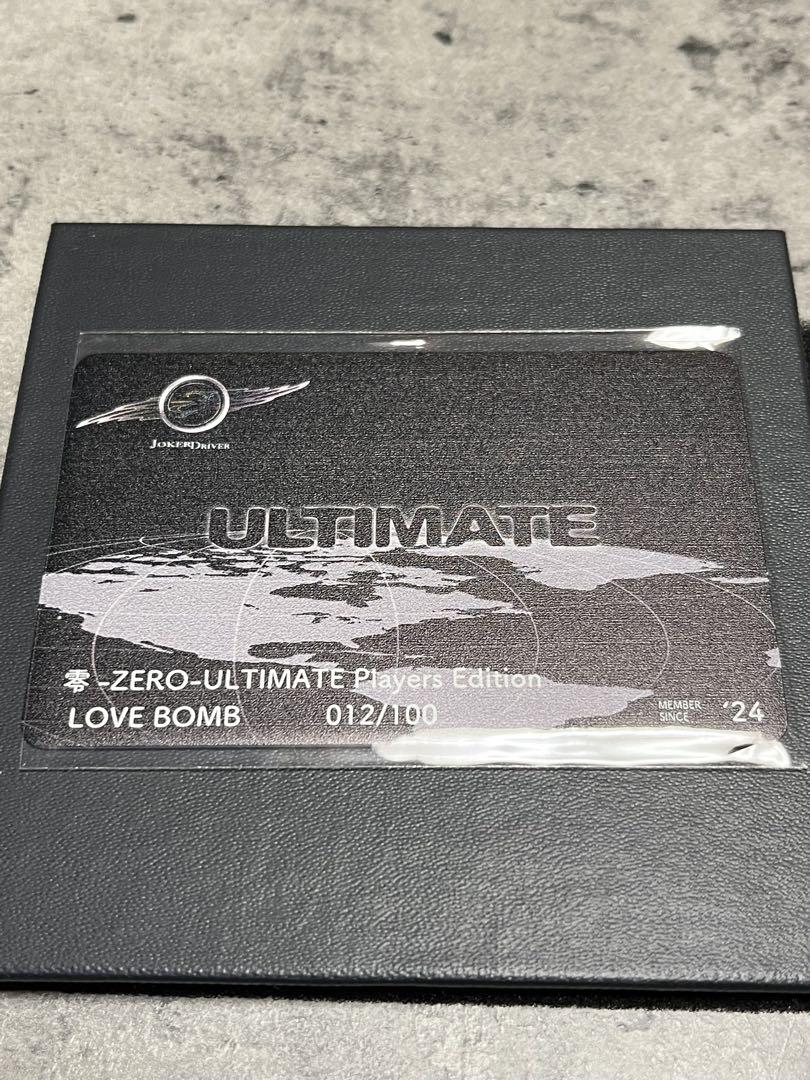 JOKERDRIVER
ULTIMATE
零-ZERO-ULTIMATE Players Edition
LOVE BOMB 012/100 MEMBER SINCE '24